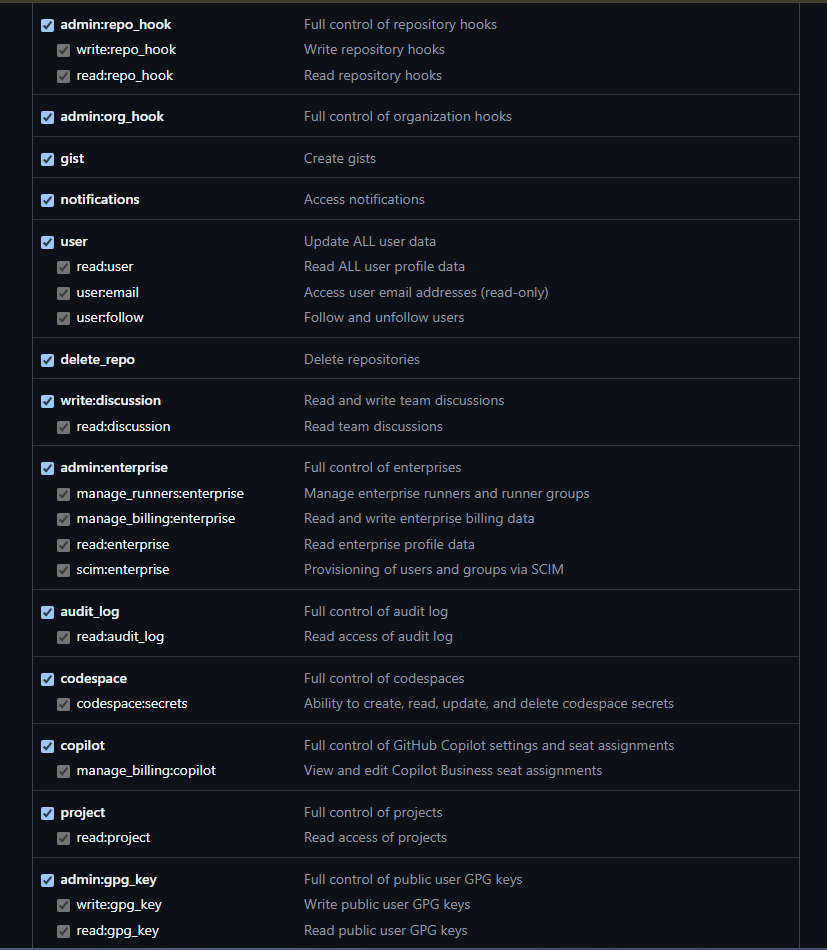 admin:repo_hook Full control of repository hooks
write:repo_hook Write repository hooks
read:repo_hook Read repository hooks
admin:org_hook Full control of organization hooks
gist Create gists
notifications Access notifications
user Update ALL user data
read:user Read ALL user profile data
user:email Access user email addresses (read-only)
user:follow Follow and unfollow users
delete_repo Delete repositories
write:discussion Read and write team discussions
read:discussion Read team discussions
admin:enterprise Full control of enterprises
manage_runners:enterprise Manage enterprise runners and runner groups
manage_billing:enterprise Read and write enterprise billing data
read:enterprise Read enterprise profile data
scim:enterprise Provisioning of users and groups via SCIM
audit_log Full control of audit log
read:audit_log Read access of audit log
codespace Full control of codespaces
codespace:secrets Ability to create, read, update, and delete codespace secrets
copilot Full control of GitHub Copilot settings and seat assignments
manage_billing:copilot View and edit Copilot Business seat assignments
project Full control of projects
read:project Read access of projects
admin:gpg_key Full control of public user GPG keys
write:gpg_key Write public user GPG keys
read:gpg_key Read public user GPG keys